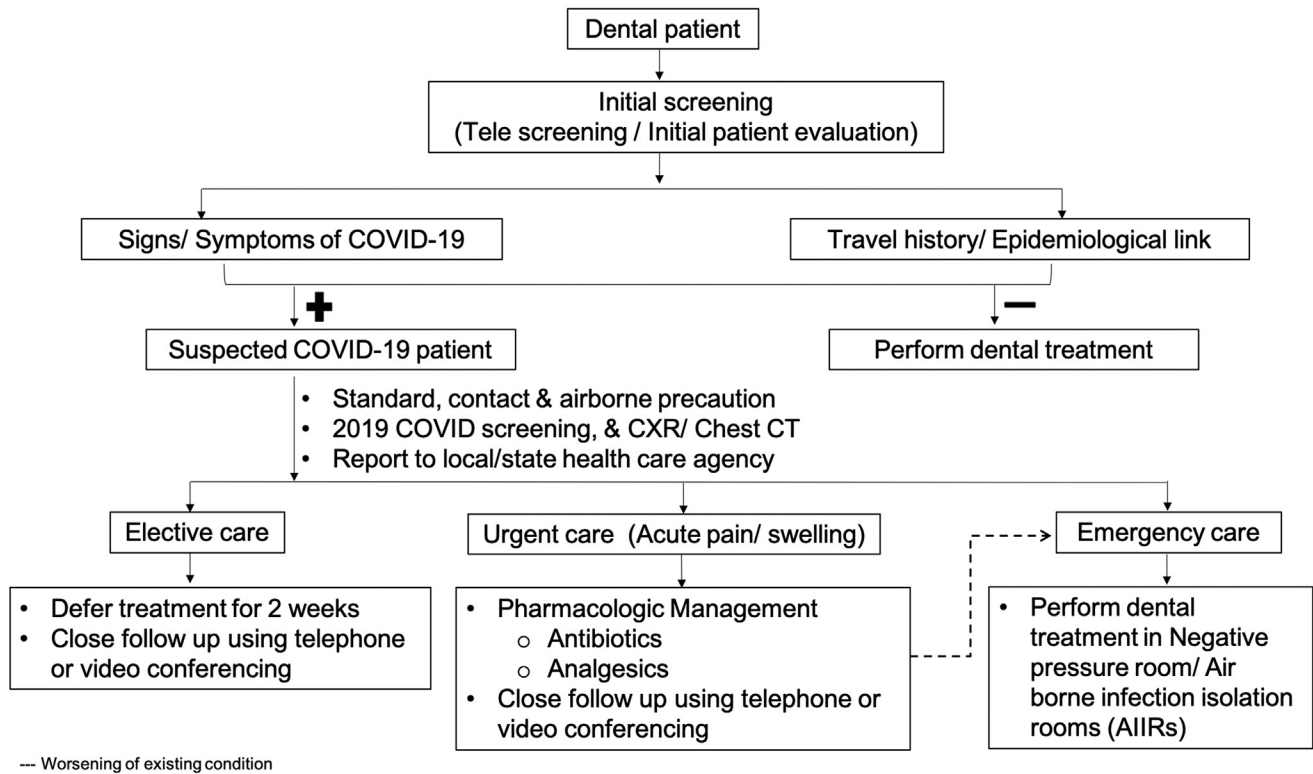 Dental patient
Initial screening
(Tele screening / Initial patient evaluation)
Signs/ Symptoms of COVID-19
Travel history/ Epidemiological link
+
−
Suspected COVID-19 patient
Perform dental treatment
• Standard, contact & airborne precaution
• 2019 COVID screening, & CXR/ Chest CT
• Report to local/state health care agency
Elective care
Urgent care (Acute pain/ swelling)
Emergency care
• Defer treatment for 2 weeks
• Close follow up using telephone
or video conferencing
• Pharmacologic Management
o Antibiotics
o Analgesics
• Close follow up using telephone or
video conferencing
• Perform dental
treatment in Negative
pressure room/ Air
borne infection isolation
rooms (AIIRs)
--- Worsening of existing condition